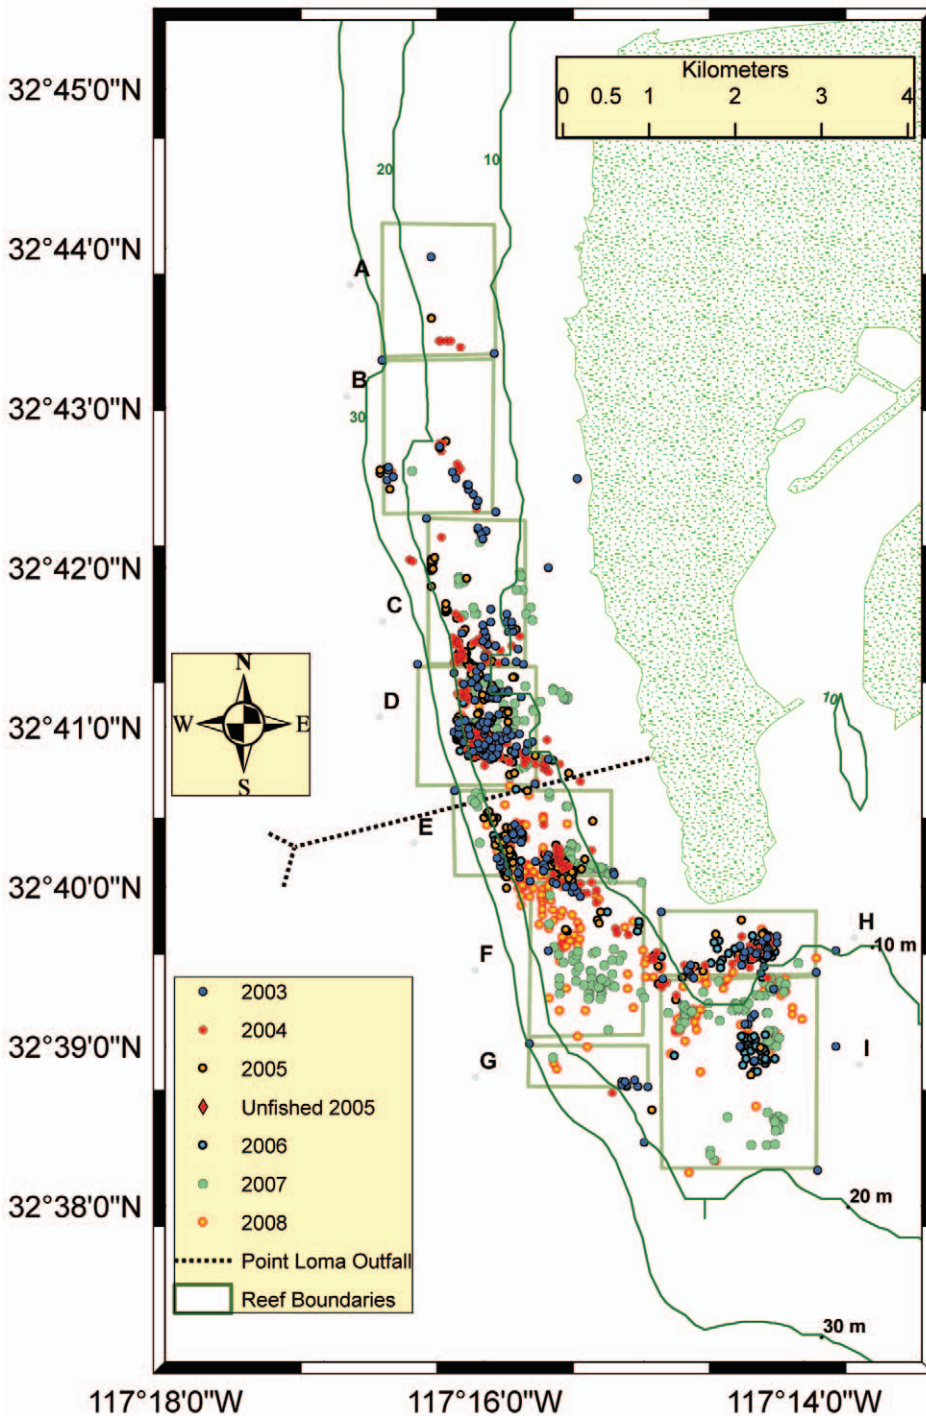 32°45'0"N
Kilometers
0 0.5 1 2 3 4
20
10
32°44'0"N
A
B
32°43'0"N
30
32°42'0"N
C
N
W E
S
D
32°41'0"N
10
E
32°40'0"N
H
10 m
F
2003
2004
32°39'0"N
I
G
2005
Unfished 2005
2006
2007
32°38'0"N
20 m
2008
Point Loma Outfall
Reef Boundaries
30 m
117°18'0"W 117°16'0"W 117°14'0"W